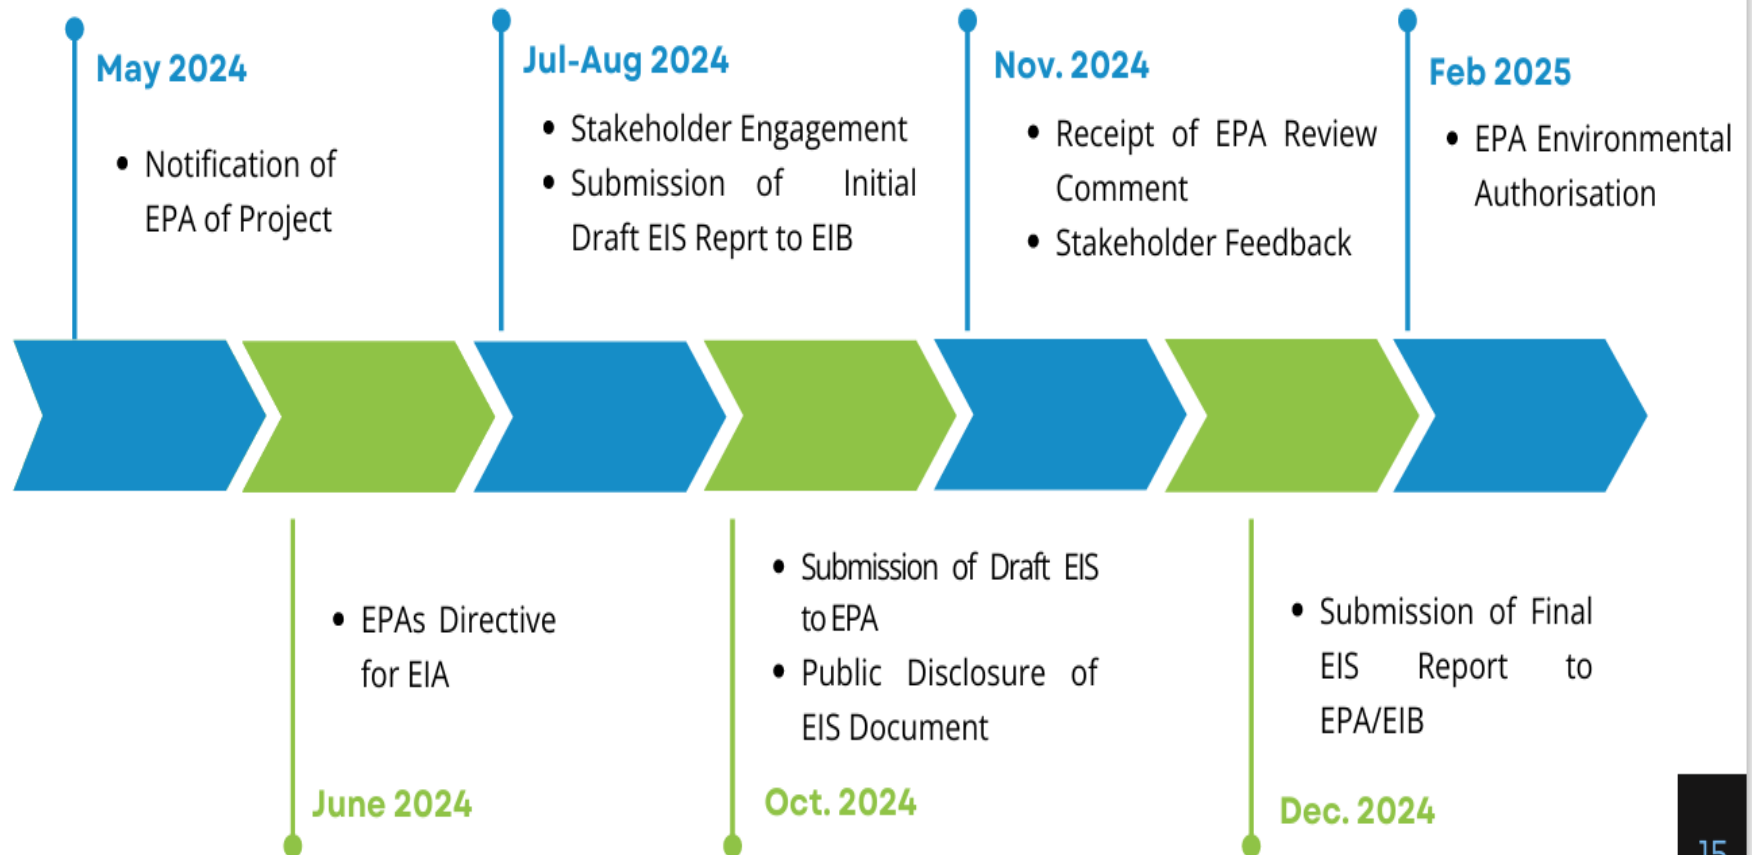 May 2024
Notification of
EPA of Project
Jul-Aug 2024
Stakeholder Engagement
Submission of Initial
Draft EIS Reprt to EIB
Nov. 2024
Receipt of EPA Review
Comment
Stakeholder Feedback
Feb 2025
EPA Environmental
Authorisation
EPAs Directive
for EIA
June 2024
Submission of Draft EIS
to EPA
Public Disclosure of
EIS Document
Oct. 2024
Submission of Final
EIS Report to
EPA/EIB
Dec. 2024
15